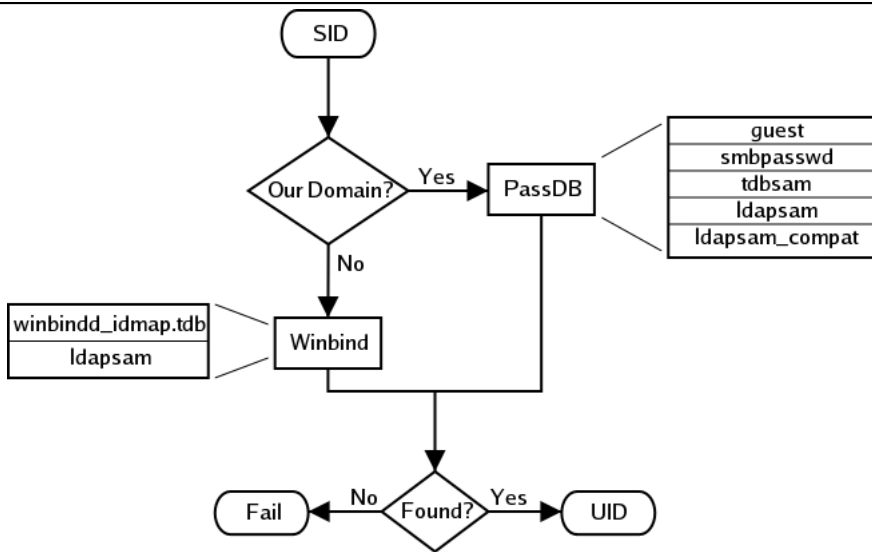 SID
Our Domain?
Yes
PassDB
guest
smbpasswd
tdbsam
ldapsam
ldapsam_compat
No
winbindd_idmap.tdb
ldapsam
Winbind
Fail
No
Found?
Yes
UID